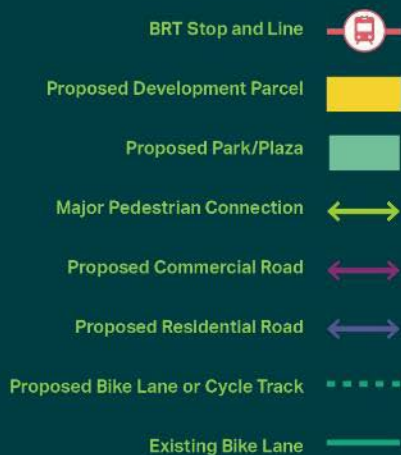 BRT Stop and Line
Proposed Development Parcel
Proposed Park/Plaza
Major Pedestrian Connection
Proposed Commercial Road
Proposed Residential Road
Proposed Bike Lane or Cycle Track
Existing Bike Lane